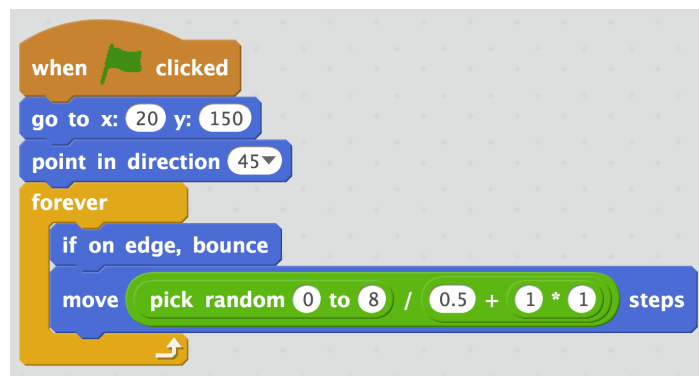 when clicked
go to x: 20 y: 150
point in direction 45
forever
if on edge, bounce
move pick random 0 to 8 / 0.5 + 1 * 1 steps